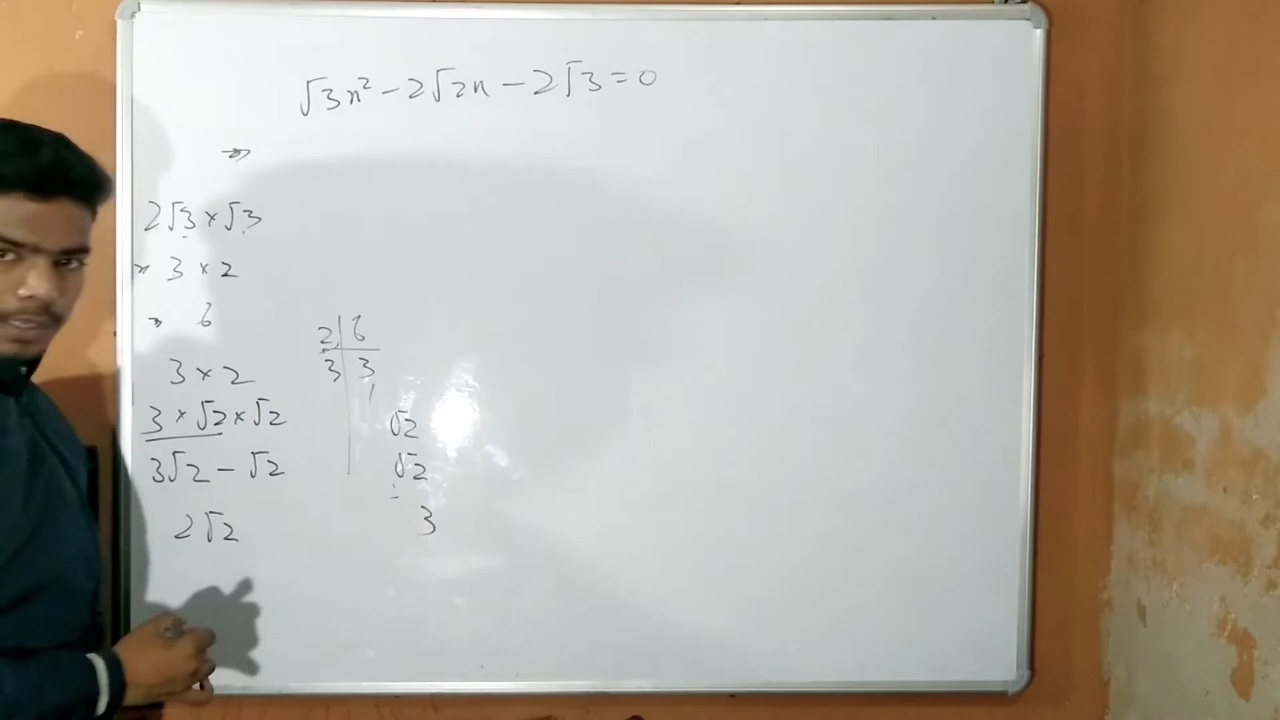 √3x² - 2√2x - 2√3 = 0
⇒
2√3 × √3
⇒ 3 × 2
⇒ 6
2 | 6
3 | 3
1
3 × 2
3 × √2 × √2
3√2 - √2
2√2
√2
√2
3